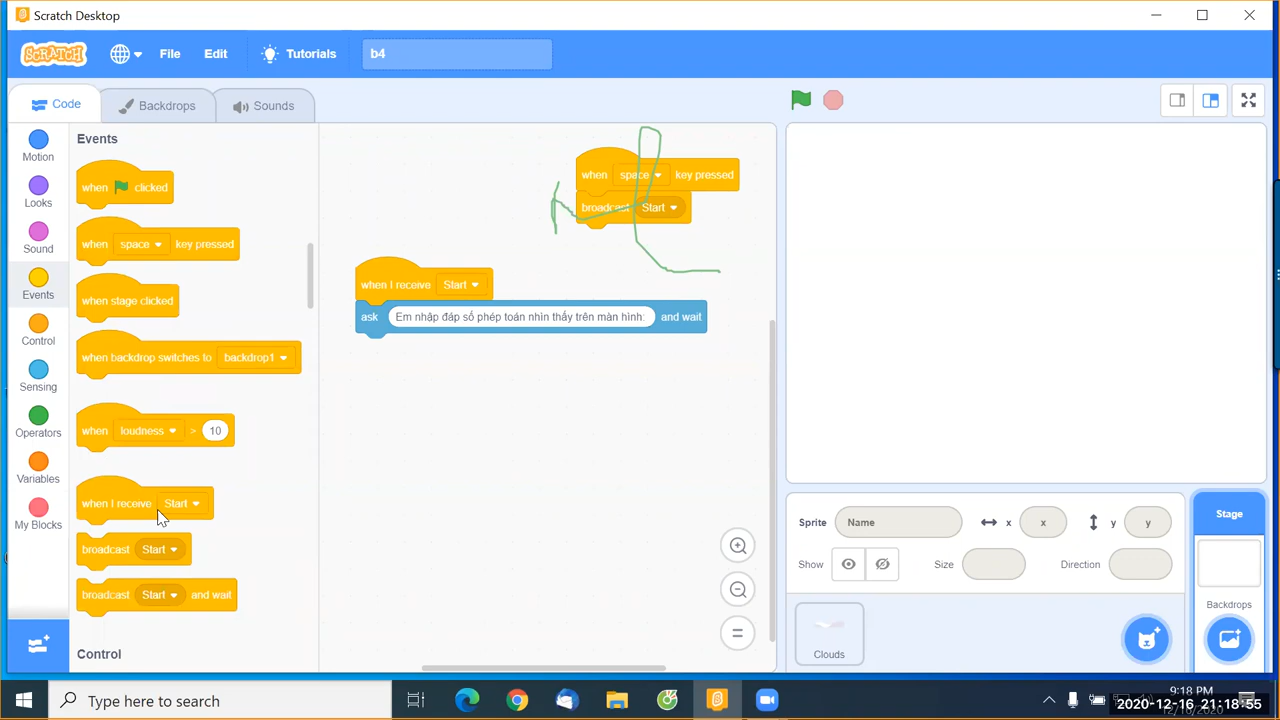 Scratch Desktop
SCRATCH File Edit Tutorials b4
Code Backdrops Sounds
Motion
Looks
Sound
Events
Control
Sensing
Operators
Variables
My Blocks
Events
when clicked
when space key pressed
when stage clicked
when backdrop switches to backdrop1
when loudness > 10
when I receive Start
broadcast Start
broadcast Start and wait
Control
when space key pressed
broadcast Start
when I receive Start
ask Em nhập đáp số phép toán nhìn thấy trên màn hình: and wait
Sprite Name x x y y
Show Size Direction
Clouds
Stage
Backdrops
Type here to search
9:18 PM
2020-12-16 21:18:55